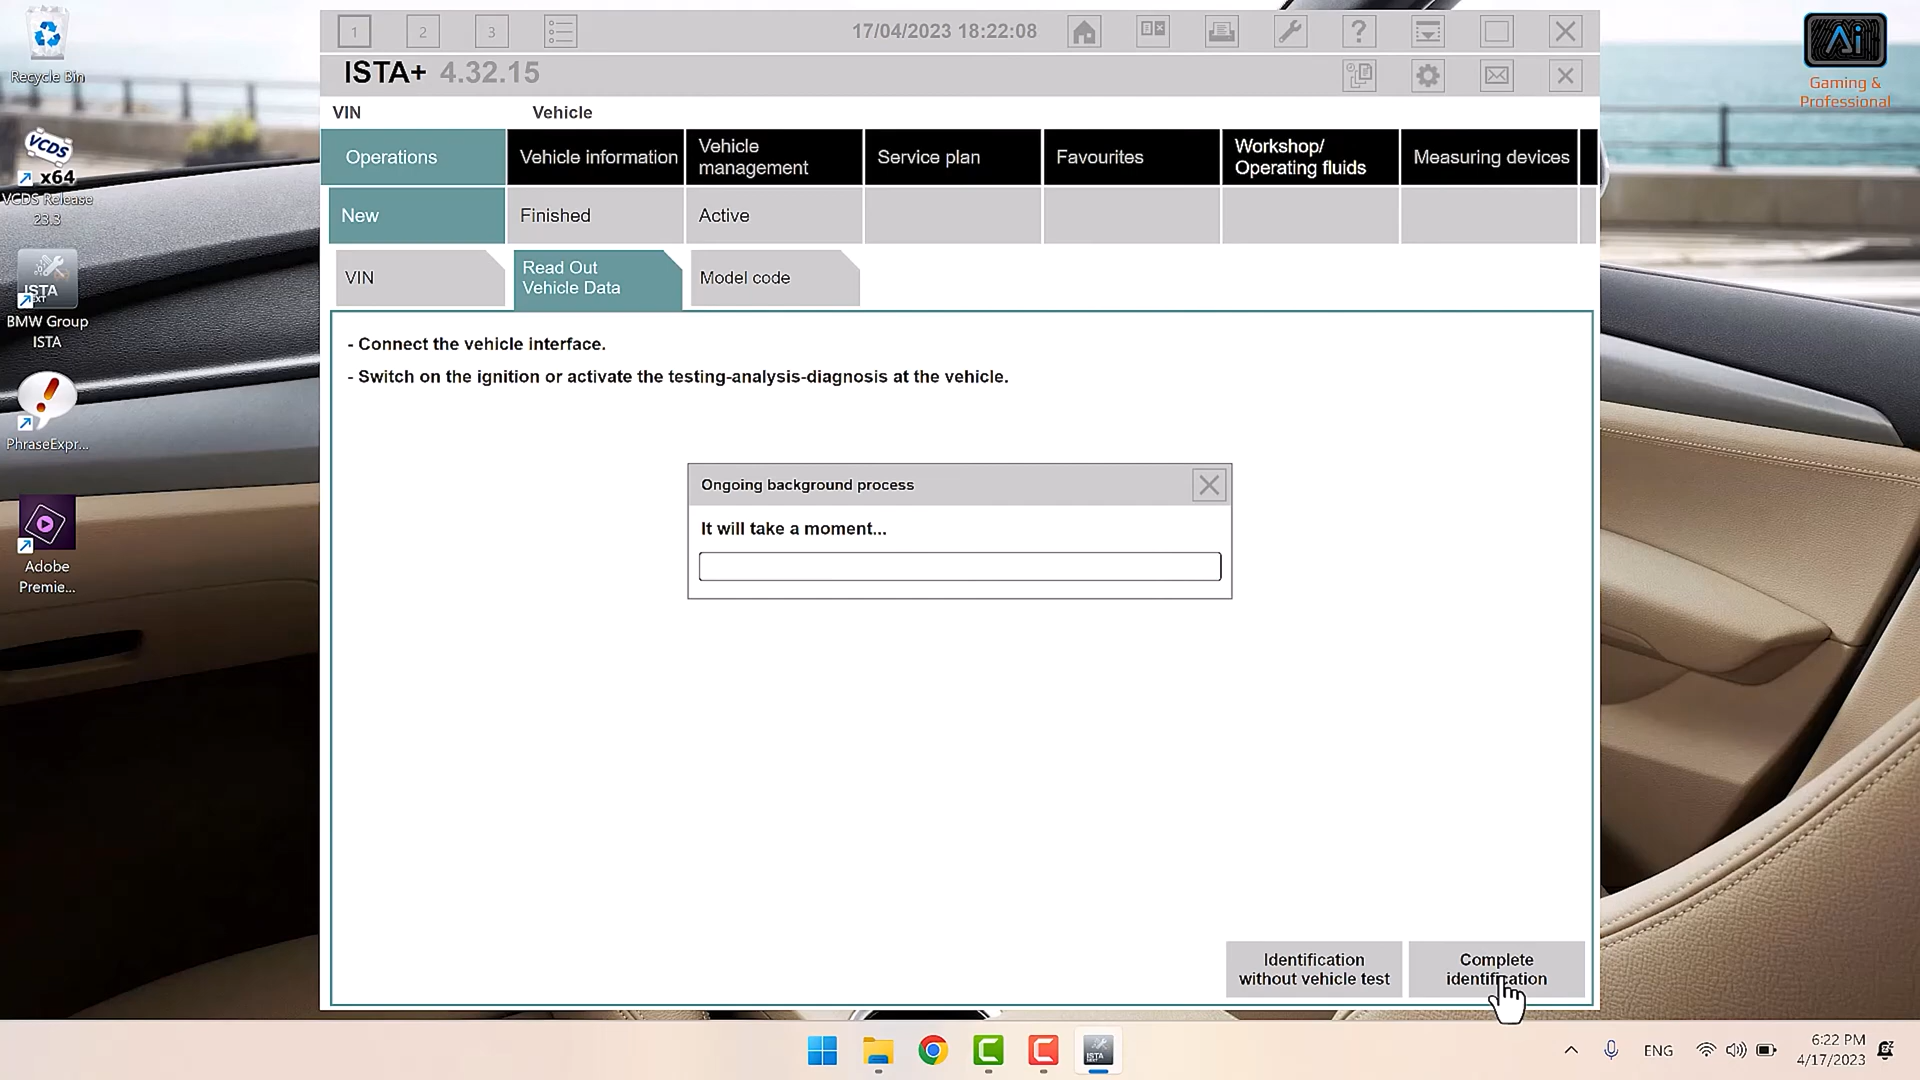 Recycle Bin
VCDS
x64
VCDS Release
23.3
ISTA
BMW Group
ISTA
PhraseExpr...
Adobe
Premie...
1
2
3
17/04/2023 18:22:08
?
ISTA+ 4.32.15
VIN
Vehicle
Operations
Vehicle information
Vehicle
management
Service plan
Favourites
Workshop/
Operating fluids
Measuring devices
New
Finished
Active
VIN
Read Out
Vehicle Data
Model code
- Connect the vehicle interface.
- Switch on the ignition or activate the testing-analysis-diagnosis at the vehicle.
Ongoing background process
It will take a moment...
Identification
without vehicle test
Complete
identification
Ai
Gaming &
Professional
ISTA
ENG
6:22 PM
4/17/2023